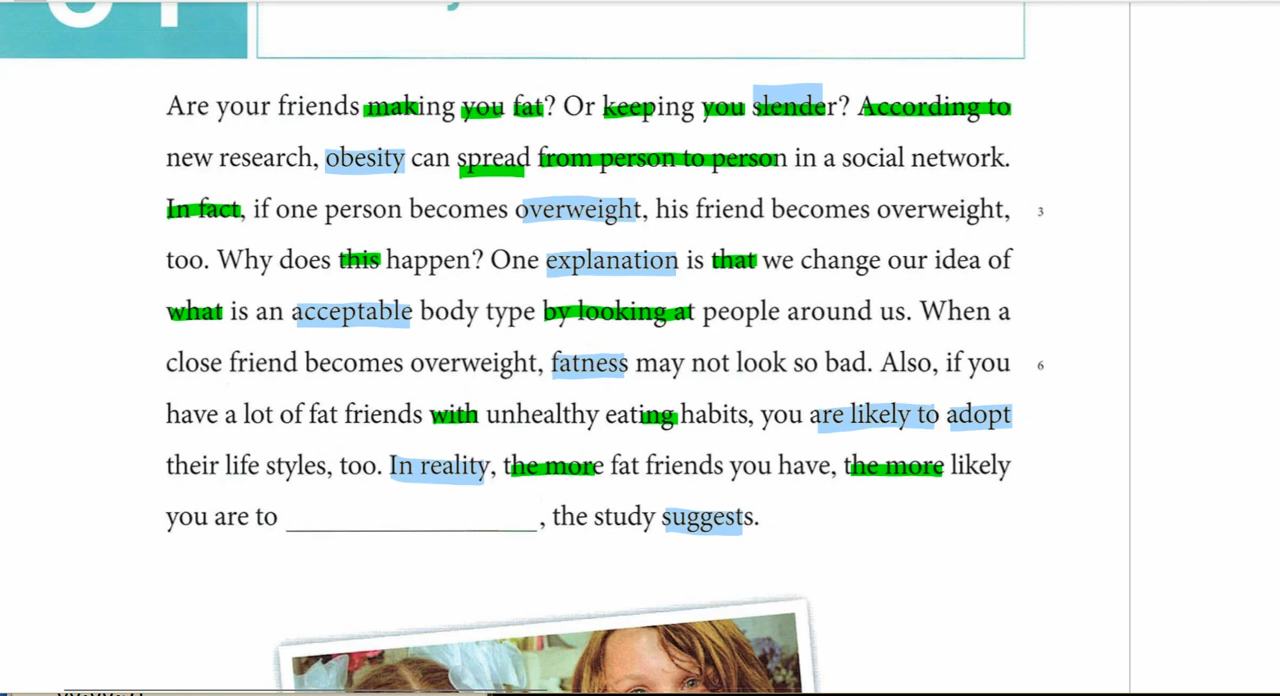 Are your friends making you fat? Or keeping you slender? According to
new research, obesity can spread from person to person in a social network.
In fact, if one person becomes overweight, his friend becomes overweight, 3
too. Why does this happen? One explanation is that we change our idea of
what is an acceptable body type by looking at people around us. When a
close friend becomes overweight, fatness may not look so bad. Also, if you 6
have a lot of fat friends with unhealthy eating habits, you are likely to adopt
their life styles, too. In reality, the more fat friends you have, the more likely
you are to ____________________, the study suggests.